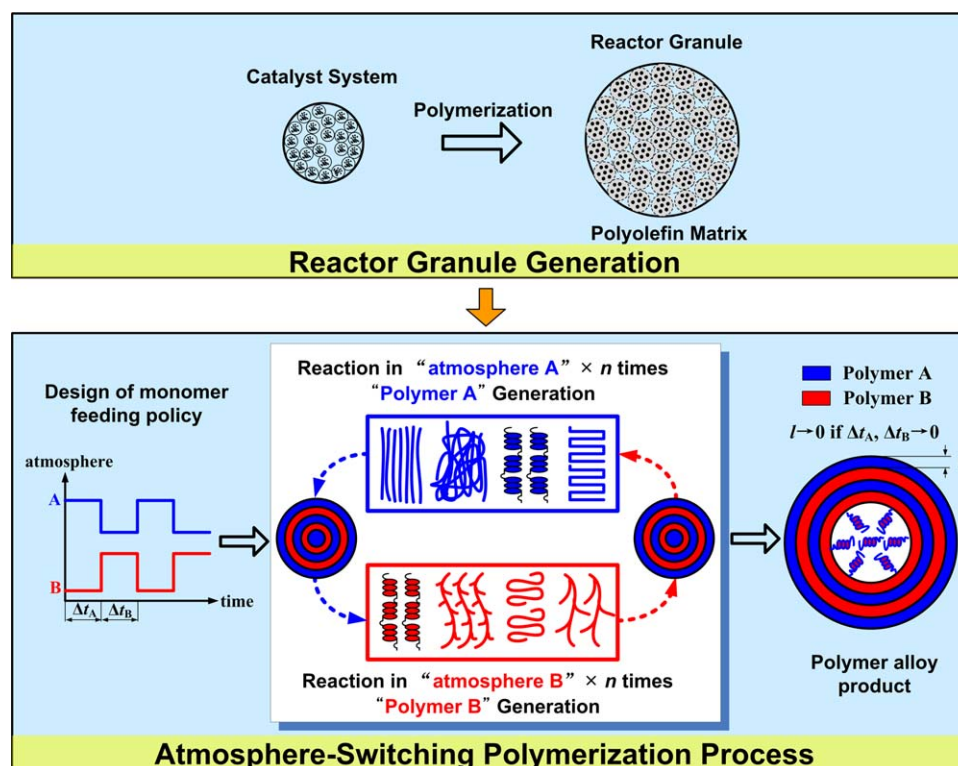 Reactor Granule
Catalyst System
Polymerization
Polyolefin Matrix
Reactor Granule Generation
Design of monomer
feeding policy
atmosphere
A
B
time
Δt_A
Δt_B
Reaction in “atmosphere A” × n times
“Polymer A” Generation
Reaction in “atmosphere B” × n times
“Polymer B” Generation
Polymer A
Polymer B
l→0 if Δt_A, Δt_B→0
Polymer alloy
product
Atmosphere-Switching Polymerization Process